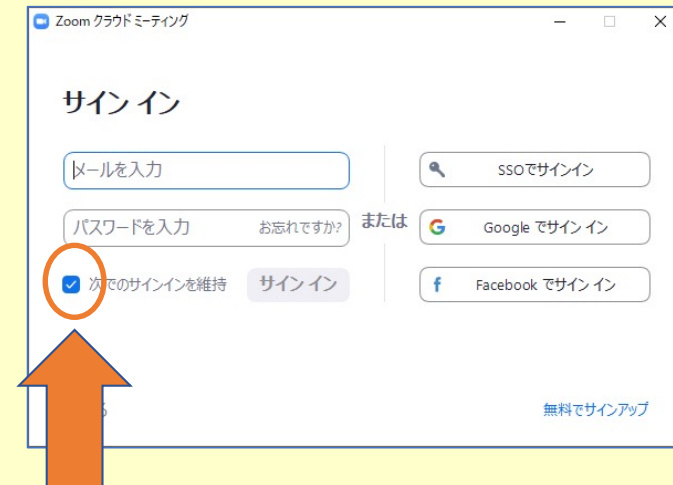 Zoom クラウド ミーティング
サイン イン
メールを入力
パスワードを入力 お忘れですか?
次でのサインインを維持 サイン イン
または
SSOでサインイン
Google でサイン イン
Facebook でサイン イン
無料でサインアップ